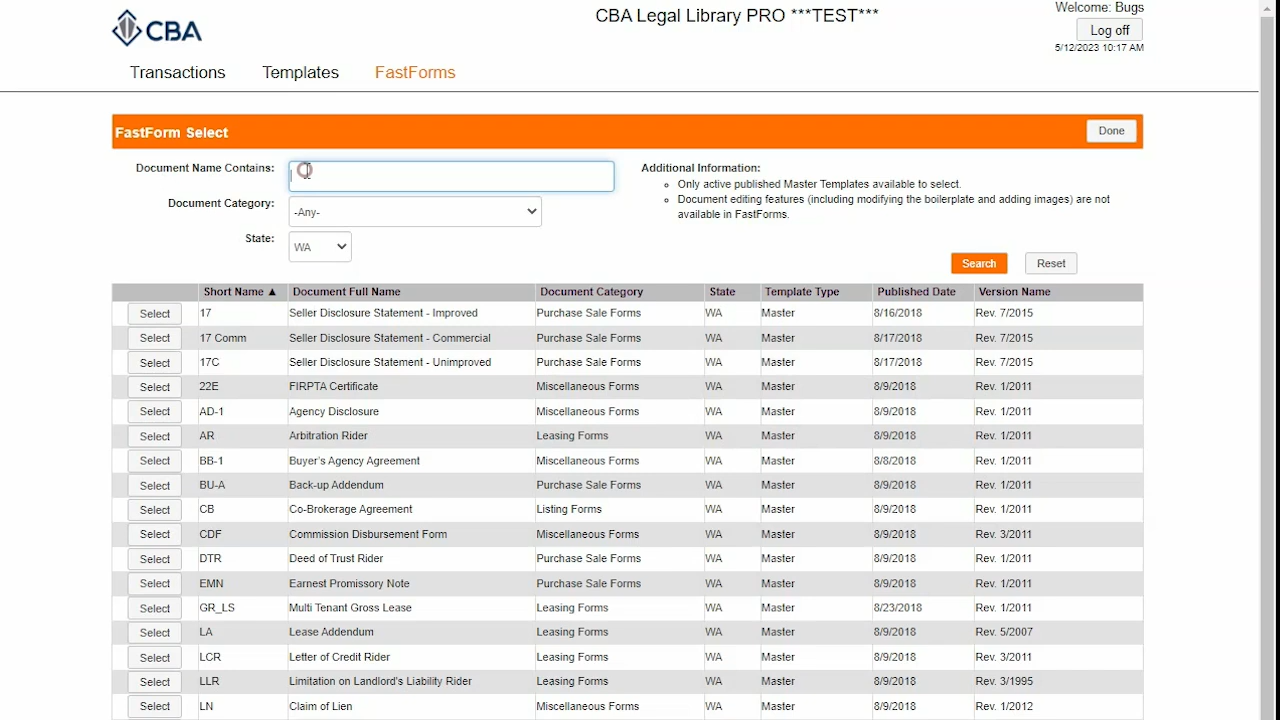 CBA
CBA Legal Library PRO ***TEST***
Welcome: Bugs
Log off
5/12/2023 10:17 AM
Transactions Templates FastForms
FastForm Select Done
Document Name Contains:
Document Category: -Any-
State: WA
Additional Information:
Only active published Master Templates available to select.
Document editing features (including modifying the boilerplate and adding images) are not
available in FastForms.
Search Reset
Short Name ▲ Document Full Name Document Category State Template Type Published Date Version Name
Select 17 Seller Disclosure Statement - Improved Purchase Sale Forms WA Master 8/16/2018 Rev. 7/2015
Select 17 Comm Seller Disclosure Statement - Commercial Purchase Sale Forms WA Master 8/17/2018 Rev. 7/2015
Select 17C Seller Disclosure Statement - Unimproved Purchase Sale Forms WA Master 8/17/2018 Rev. 7/2015
Select 22E FIRPTA Certificate Miscellaneous Forms WA Master 8/9/2018 Rev. 1/2011
Select AD-1 Agency Disclosure Miscellaneous Forms WA Master 8/9/2018 Rev. 1/2011
Select AR Arbitration Rider Leasing Forms WA Master 8/9/2018 Rev. 1/2011
Select BB-1 Buyer's Agency Agreement Miscellaneous Forms WA Master 8/8/2018 Rev. 1/2011
Select BU-A Back-up Addendum Purchase Sale Forms WA Master 8/9/2018 Rev. 1/2011
Select CB Co-Brokerage Agreement Listing Forms WA Master 8/9/2018 Rev. 1/2011
Select CDF Commission Disbursement Form Miscellaneous Forms WA Master 8/9/2018 Rev. 3/2011
Select DTR Deed of Trust Rider Purchase Sale Forms WA Master 8/9/2018 Rev. 1/2011
Select EMN Earnest Promissory Note Purchase Sale Forms WA Master 8/9/2018 Rev. 1/2011
Select GR_LS Multi Tenant Gross Lease Leasing Forms WA Master 8/23/2018 Rev. 1/2011
Select LA Lease Addendum Leasing Forms WA Master 8/9/2018 Rev. 5/2007
Select LCR Letter of Credit Rider Leasing Forms WA Master 8/9/2018 Rev. 3/2011
Select LLR Limitation on Landlord's Liability Rider Leasing Forms WA Master 8/9/2018 Rev. 3/1995
Select LN Claim of Lien Miscellaneous Forms WA Master 8/9/2018 Rev. 1/2012